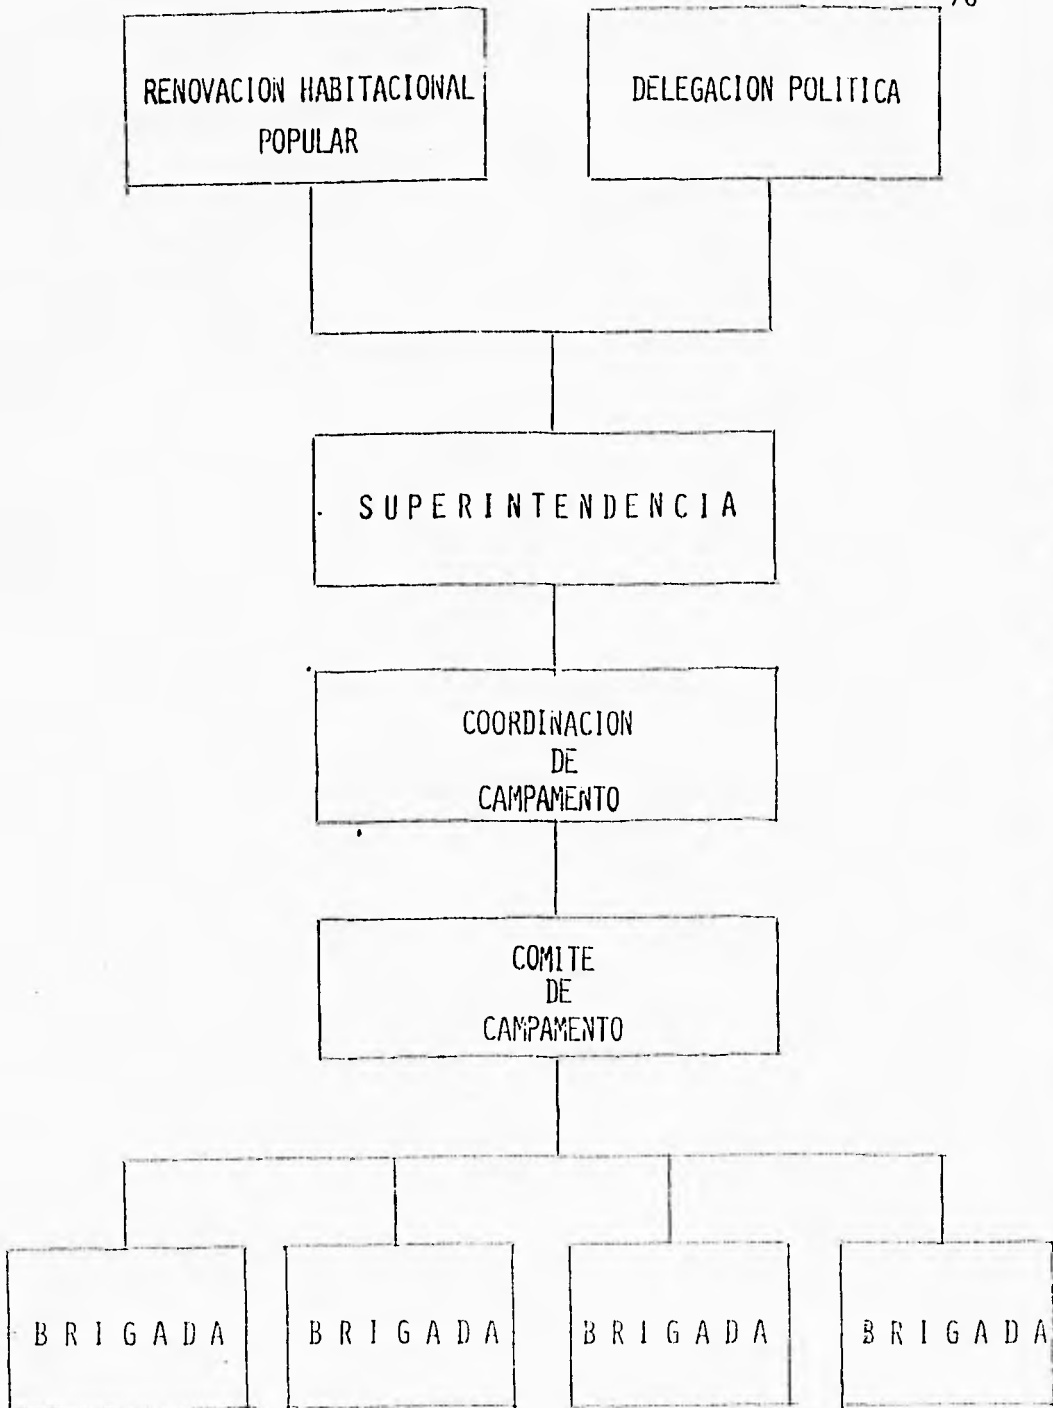 RENOVACION HABITACIONAL
POPULAR
DELEGACION POLITICA
SUPERINTENDENCIA
COORDINACION
DE
CAMPAMENTO
COMITE
DE
CAMPAMENTO
BRIGADA
BRIGADA
BRIGADA
BRIGADA